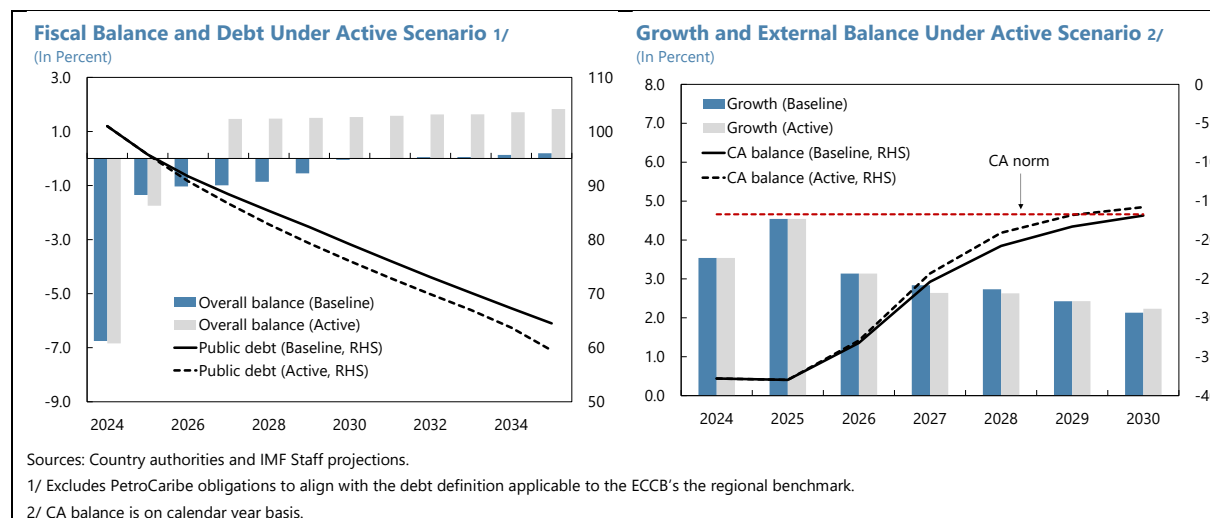 Fiscal Balance and Debt Under Active Scenario 1/
(In Percent)
3.0
1.0
-1.0
-3.0
-5.0
-7.0
-9.0
110
100
90
80
70
60
50
Overall balance (Baseline)
Overall balance (Active)
Public debt (Baseline, RHS)
Public debt (Active, RHS)
2024 2026 2028 2030 2032 2034
Growth and External Balance Under Active Scenario 2/
(In Percent)
8.0
7.0
6.0
5.0
4.0
3.0
2.0
1.0
0.0
0
-5
-10
-1
-2
-2
-3
-3
-4
Growth (Baseline)
Growth (Active)
CA balance (Baseline, RHS)
CA balance (Active, RHS)
CA norm
2024 2025 2026 2027 2028 2029 2030
Sources: Country authorities and IMF Staff projections.
1/ Excludes PetroCaribe obligations to align with the debt definition applicable to the ECCB's the regional benchmark.
2/ CA balance is on calendar year basis.